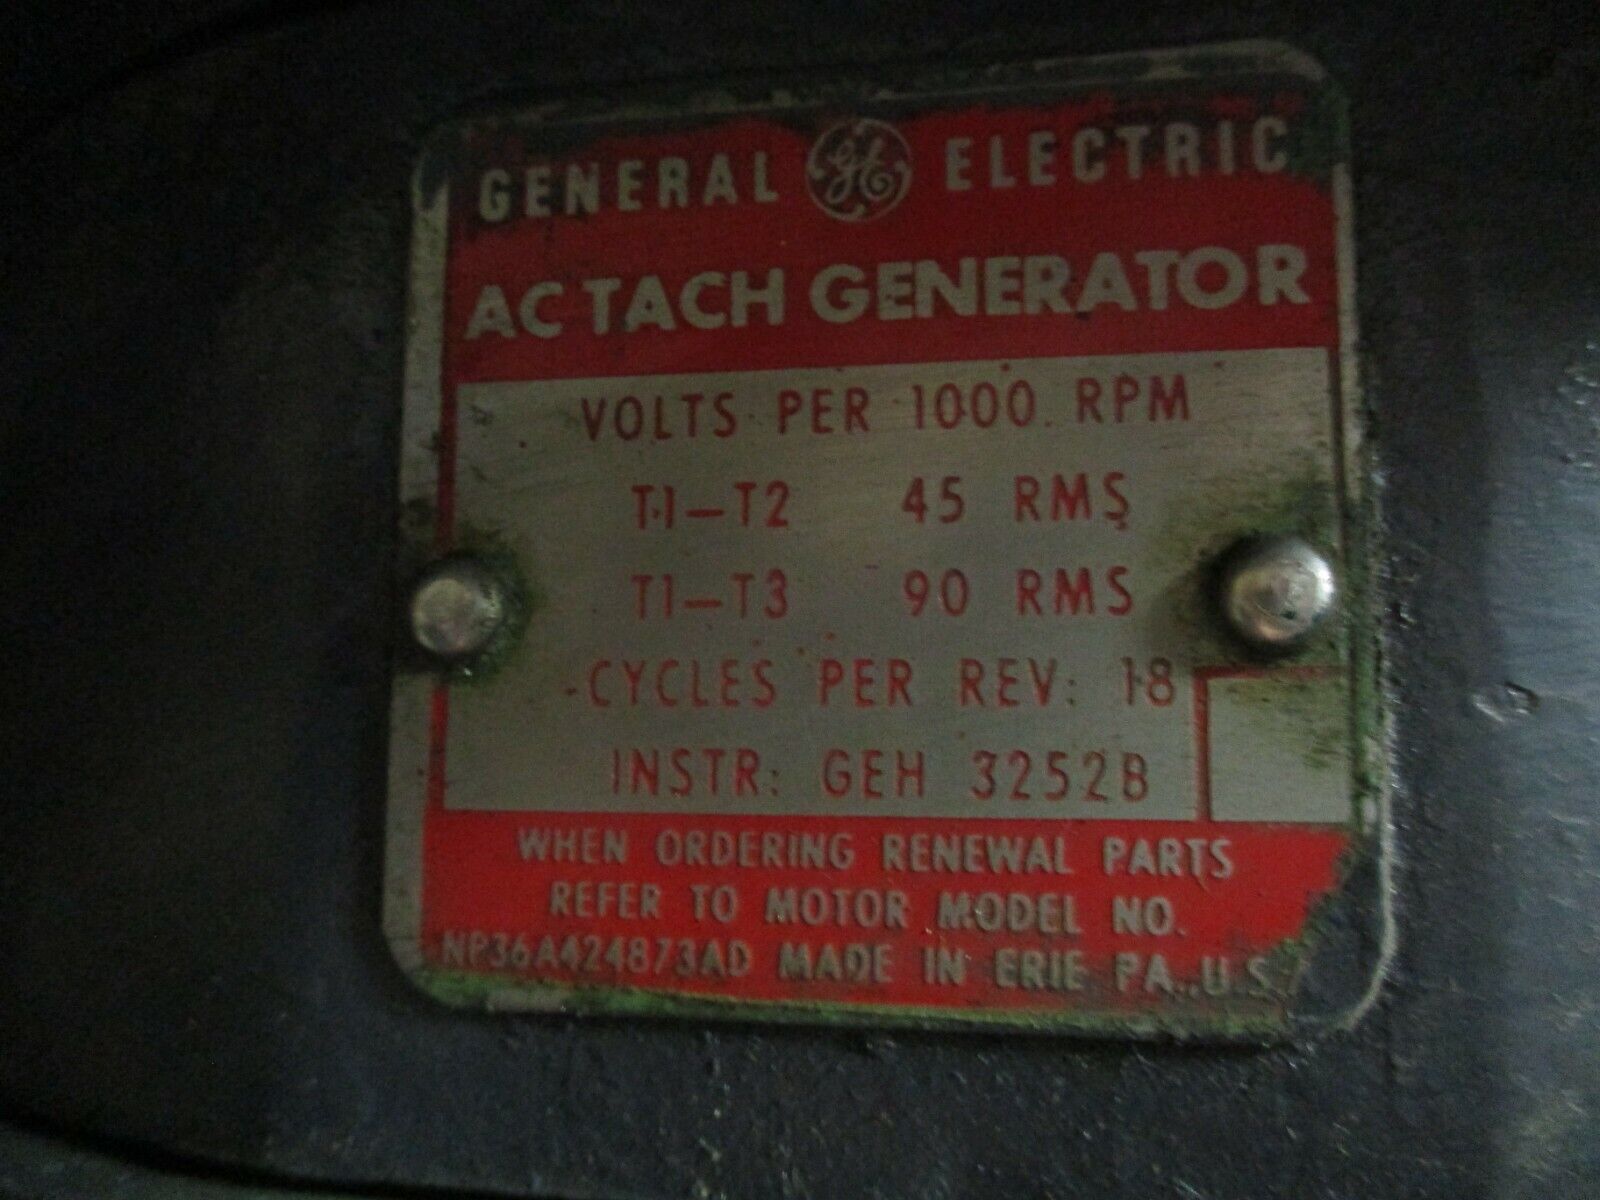 GENERAL GE ELECTRIC
AC TACH GENERATOR
VOLTS PER 1000 RPM
T1-T2 45 RMS
T1-T3 90 RMS
CYCLES PER REV: 18
INSTR: GEH 3252B
WHEN ORDERING RENEWAL PARTS
REFER TO MOTOR MODEL NO.
NP36A424873AD MADE IN ERIE PA., U.S.